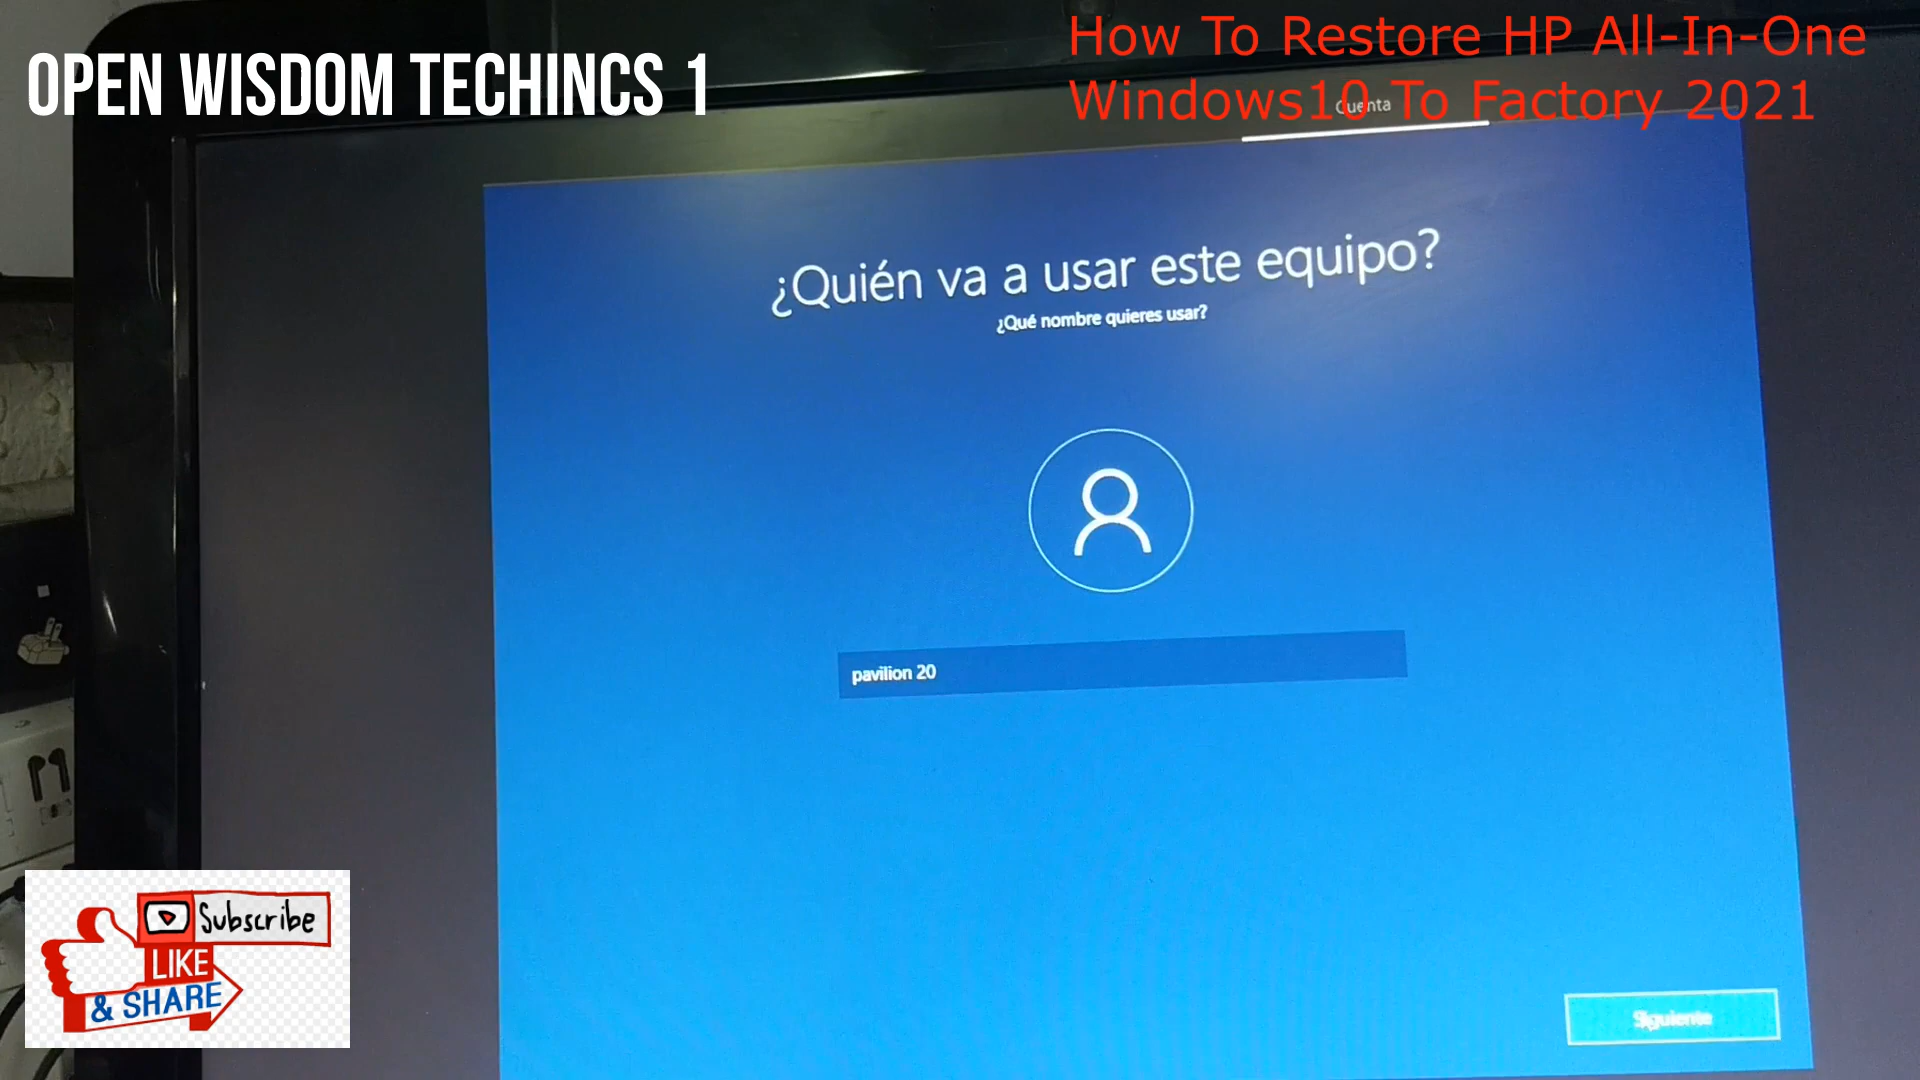 OPEN WISDOM TECHINCS 1
How To Restore HP All-In-One
Windows10 To Factory 2021
Cuenta
¿Quién va a usar este equipo?
¿Qué nombre quieres usar?
pavilion 20
Siguiente
Subscribe
LIKE
& SHARE